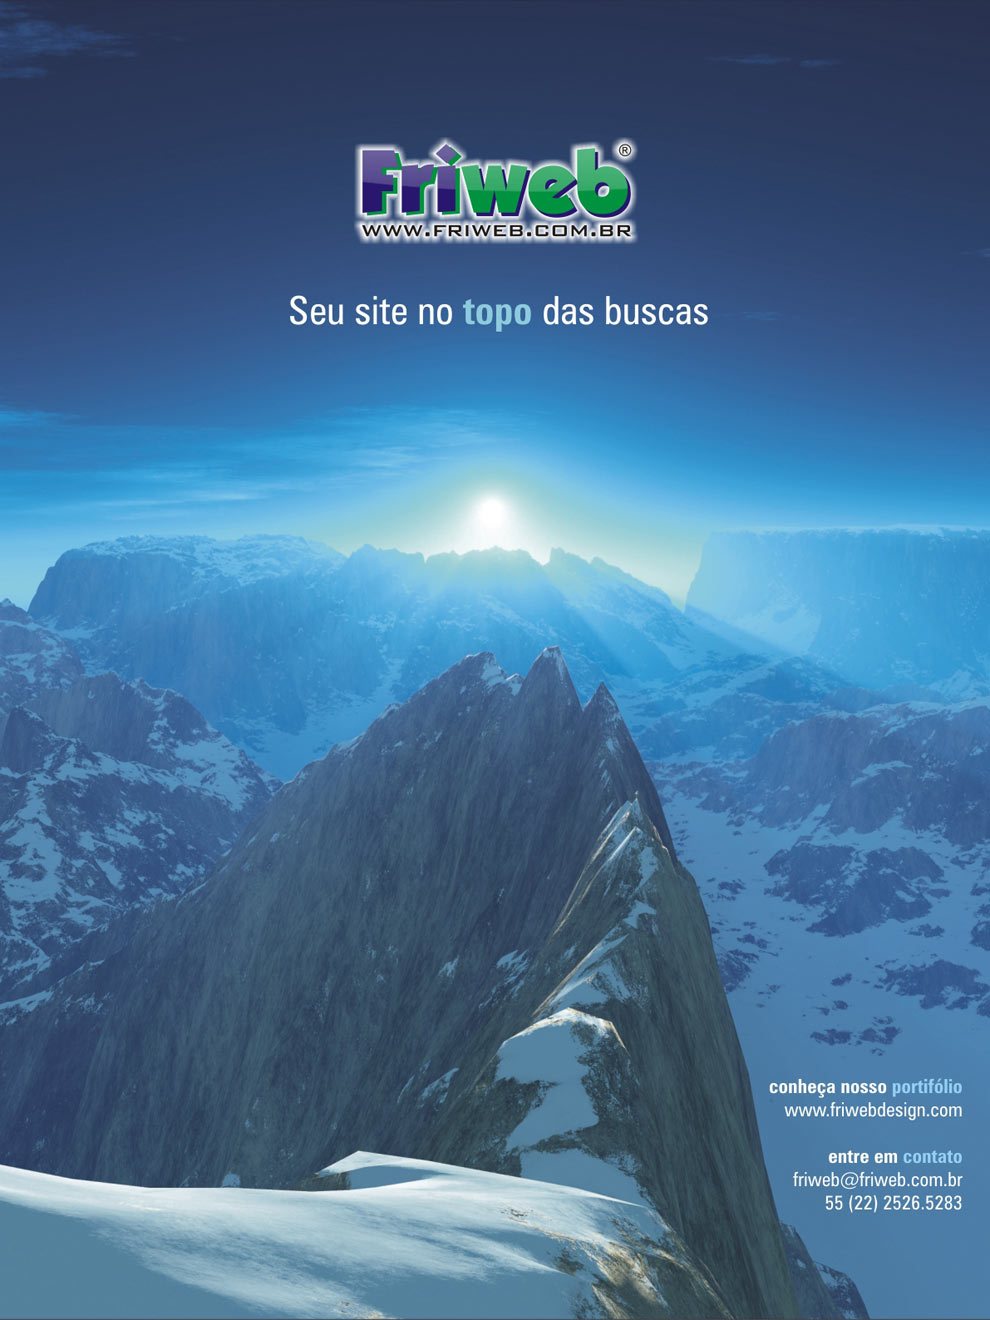 Friweb®
WWW.FRIWEB.COM.BR
Seu site no topo das buscas
conheça nosso portifólio
www.friwebdesign.com
entre em contato
friweb@friweb.com.br
55 (22) 2526.5283